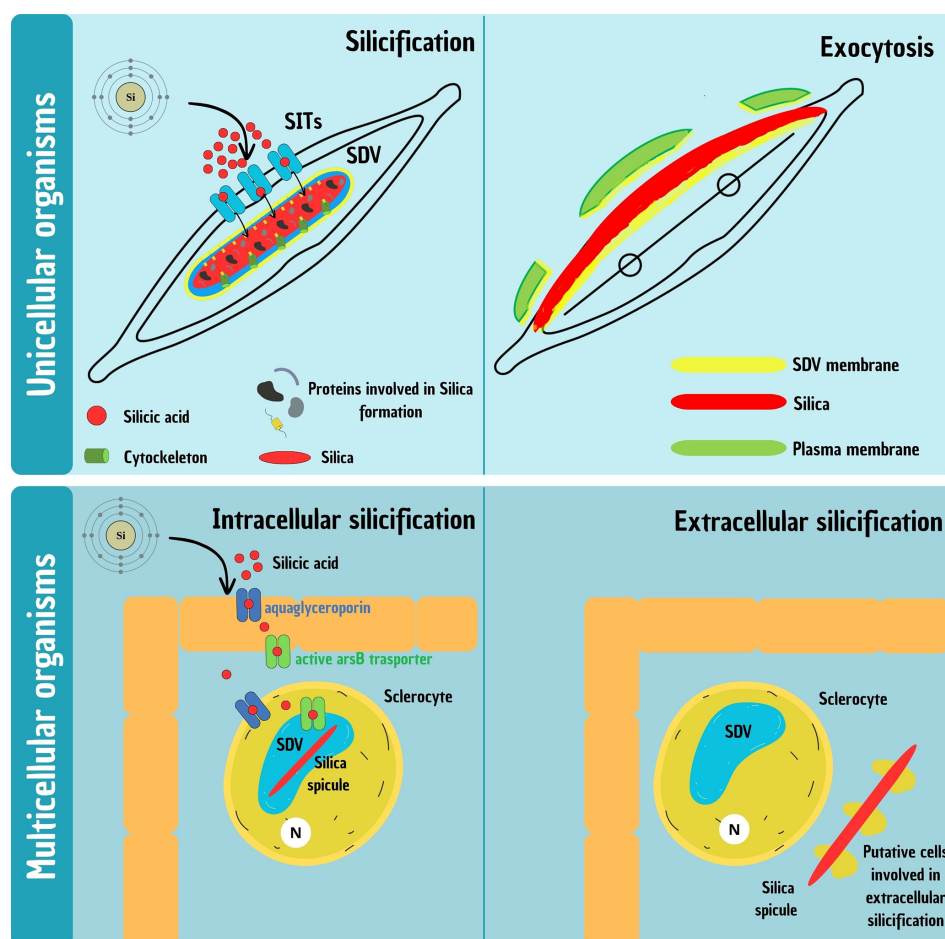 Unicellular organisms
Silicification
Si
SITs
SDV
Silicic acid
Cytockeleton
Proteins involved in Silica
formation
Silica
Exocytosis
SDV membrane
Silica
Plasma membrane
Multicellular organisms
Intracellular silicification
Si
Silicic acid
aquaglyceroporin
active arsB trasporter
Sclerocyte
SDV
Silica
spicule
N
Extracellular silicification
Sclerocyte
SDV
N
Silica
spicule
Putative cells
involved in
extracellular
silicification